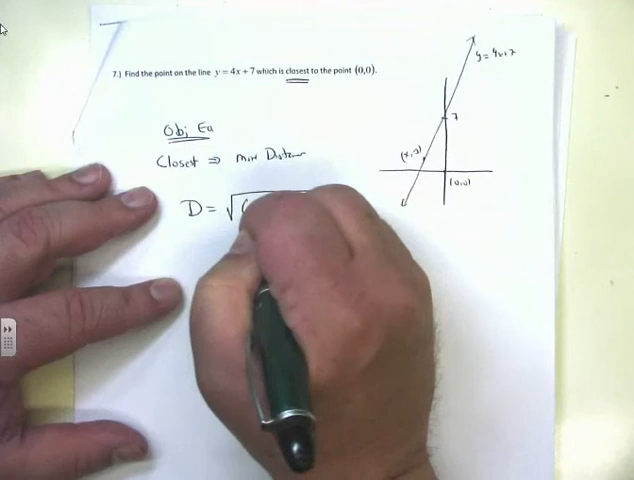 7.) Find the point on the line y = 4x + 7 which is closest to the point (0,0).
y = 4x+7
7
Obj Eq
Closest ⇒ min Distance
(x,y)
(0,0)
D = √(